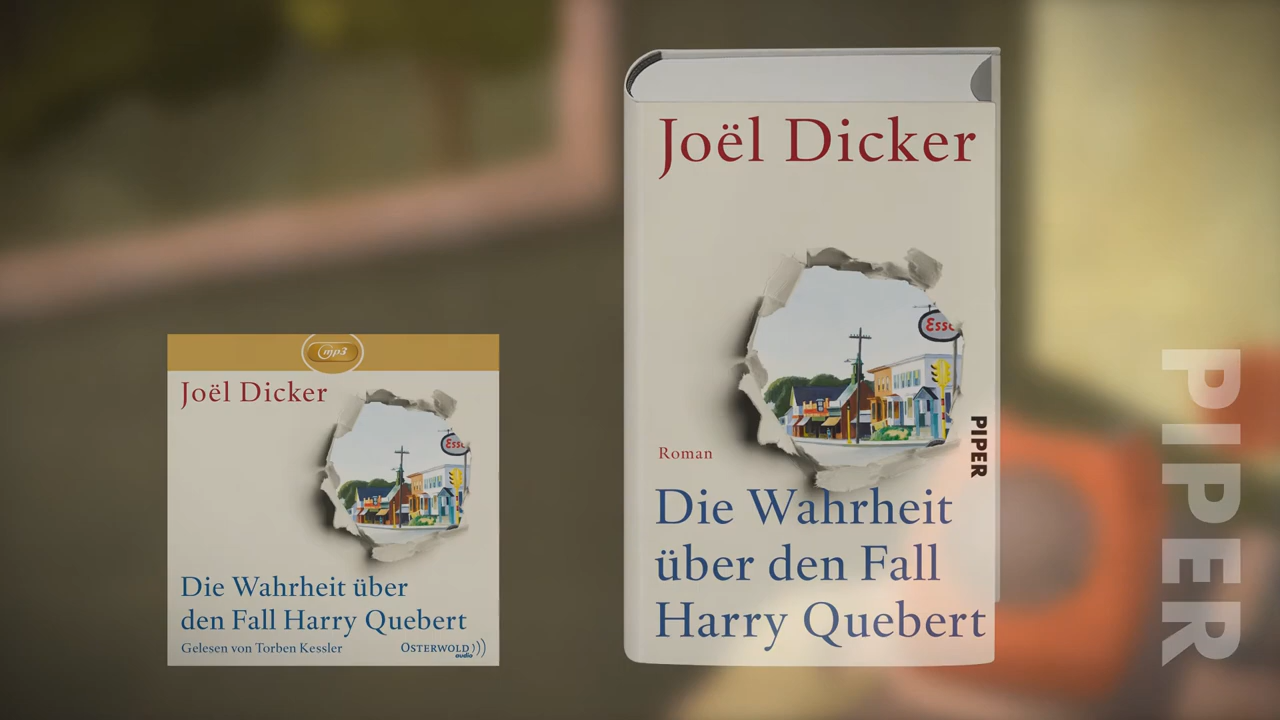 mp3
Joël Dicker
Esso
Die Wahrheit über
den Fall Harry Quebert
Gelesen von Torben Kessler
OSTERWOLD
audio
Joël Dicker
Esso
PIPER
Roman
Die Wahrheit
über den Fall
Harry Quebert
PIPER